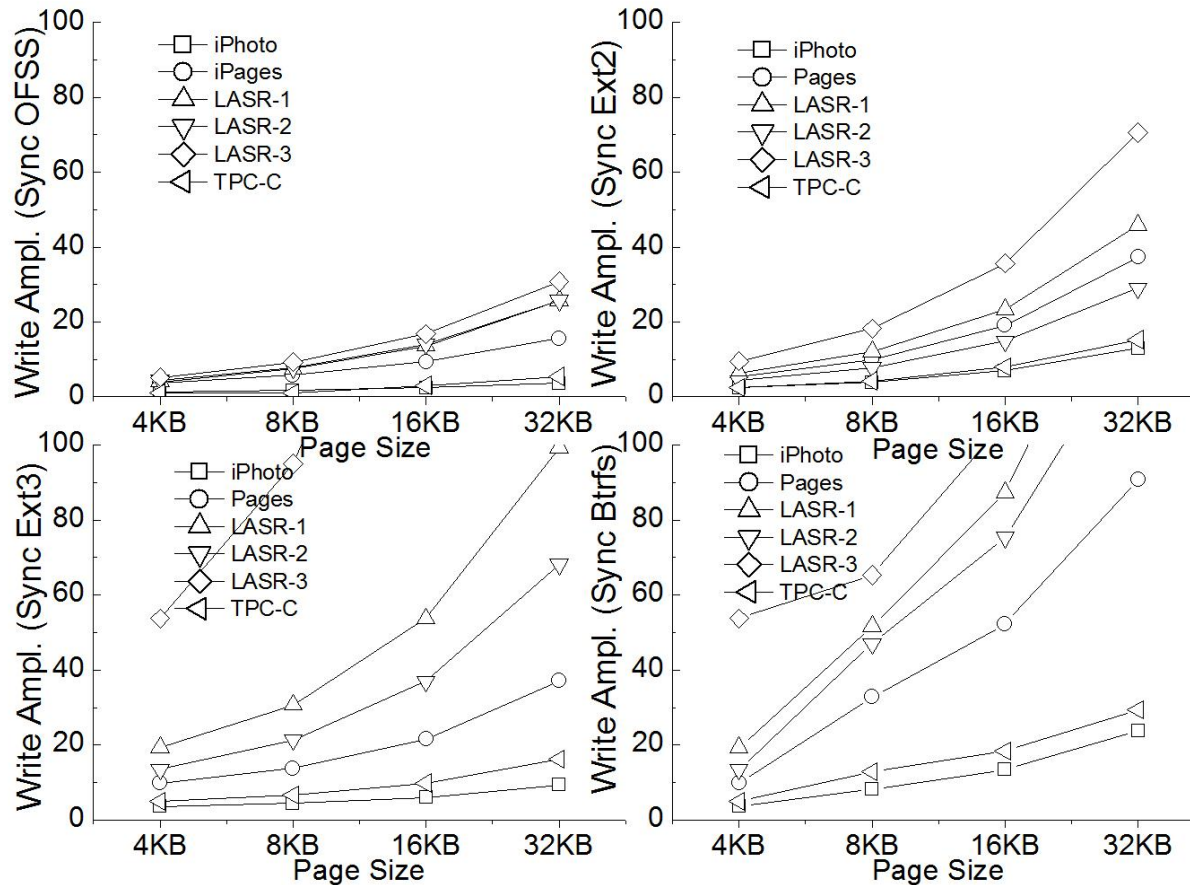 Write Ampl. (Sync OFSS)
100
80
60
40
20
0
iPhoto
iPages
LASR-1
LASR-2
LASR-3
TPC-C
4KB 8KB 16KB 32KB
Page Size
Write Ampl. (Sync Ext2)
100
80
60
40
20
0
iPhoto
Pages
LASR-1
LASR-2
LASR-3
TPC-C
4KB 8KB 16KB 32KB
Page Size
Write Ampl. (Sync Ext3)
100
80
60
40
20
0
iPhoto
Pages
LASR-1
LASR-2
LASR-3
TPC-C
4KB 8KB 16KB 32KB
Page Size
Write Ampl. (Sync Btrfs)
100
80
60
40
20
0
iPhoto
Pages
LASR-1
LASR-2
LASR-3
TPC-C
4KB 8KB 16KB 32KB
Page Size